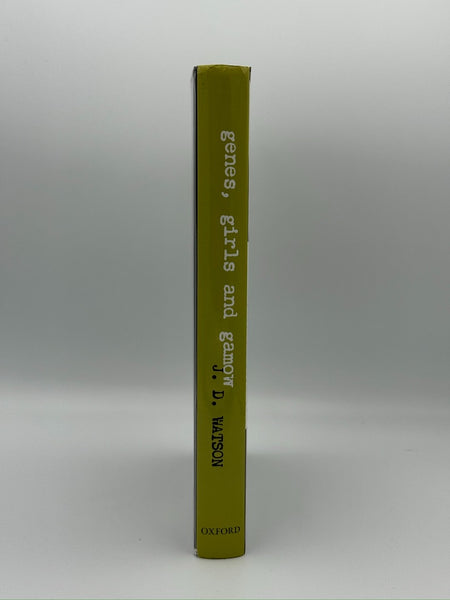 genes, girls and gamow
J. D. WATSON
OXFORD